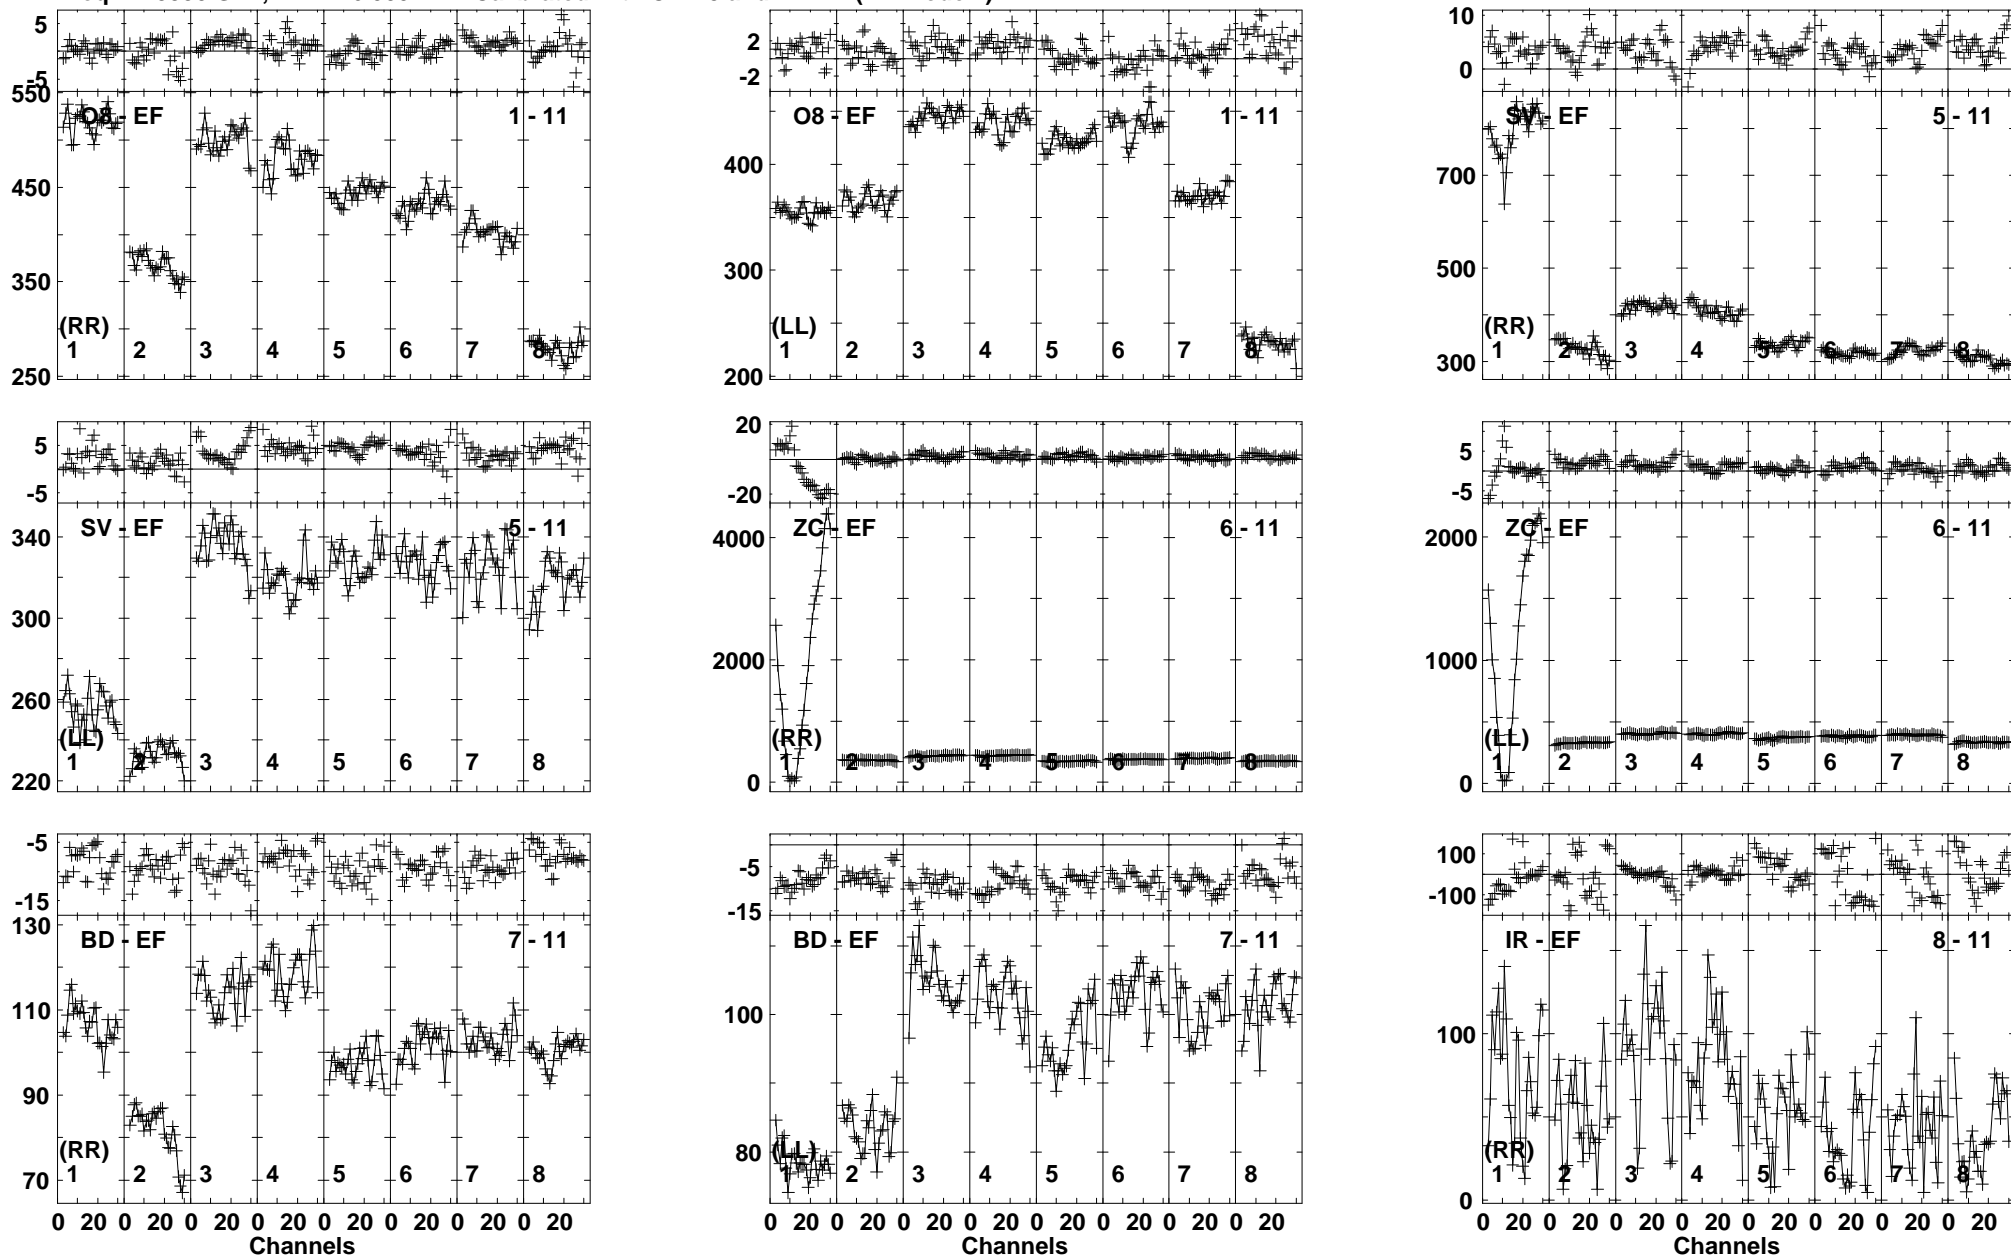 5 2 10
-5 -2 0
550 O8 - EF 1 - 11 O8 - EF 1 - 11 SV - EF 5 - 11
450 400 700
350 300 500
(RR) (LL) (RR)
250 1 2 3 4 5 6 7 8 200 1 2 3 4 5 6 7 8 300 1 2 3 4 5 6 7 8
5 20 5
-5 -20 -5
SV - EF 5 - 11 ZC - EF 6 - 11 ZC - EF 6 - 11
340 4000 2000
300 2000 1000
260
(LL) (RR) (LL)
220 1 2 3 4 5 6 7 8 0 1 2 3 4 5 6 7 8 0 1 2 3 4 5 6 7 8
-5 -5 100
-15 -15 -100
130 BD - EF 7 - 11 BD - EF 7 - 11 IR - EF 8 - 11
110 100 100
90
(RR) (LL) (RR)
70 1 2 3 4 5 6 7 8 80 1 2 3 4 5 6 7 8 0 1 2 3 4 5 6 7 8
0 20 0 20 0 20 0 20 0 20 0 20 0 20 0 20 0 20 0 20 0 20 0 20 0 20 0 20 0 20 0 20 0 20 0 20 0 20 0 20 0 20 0 20 0 20 0 20
Channels Channels Channels